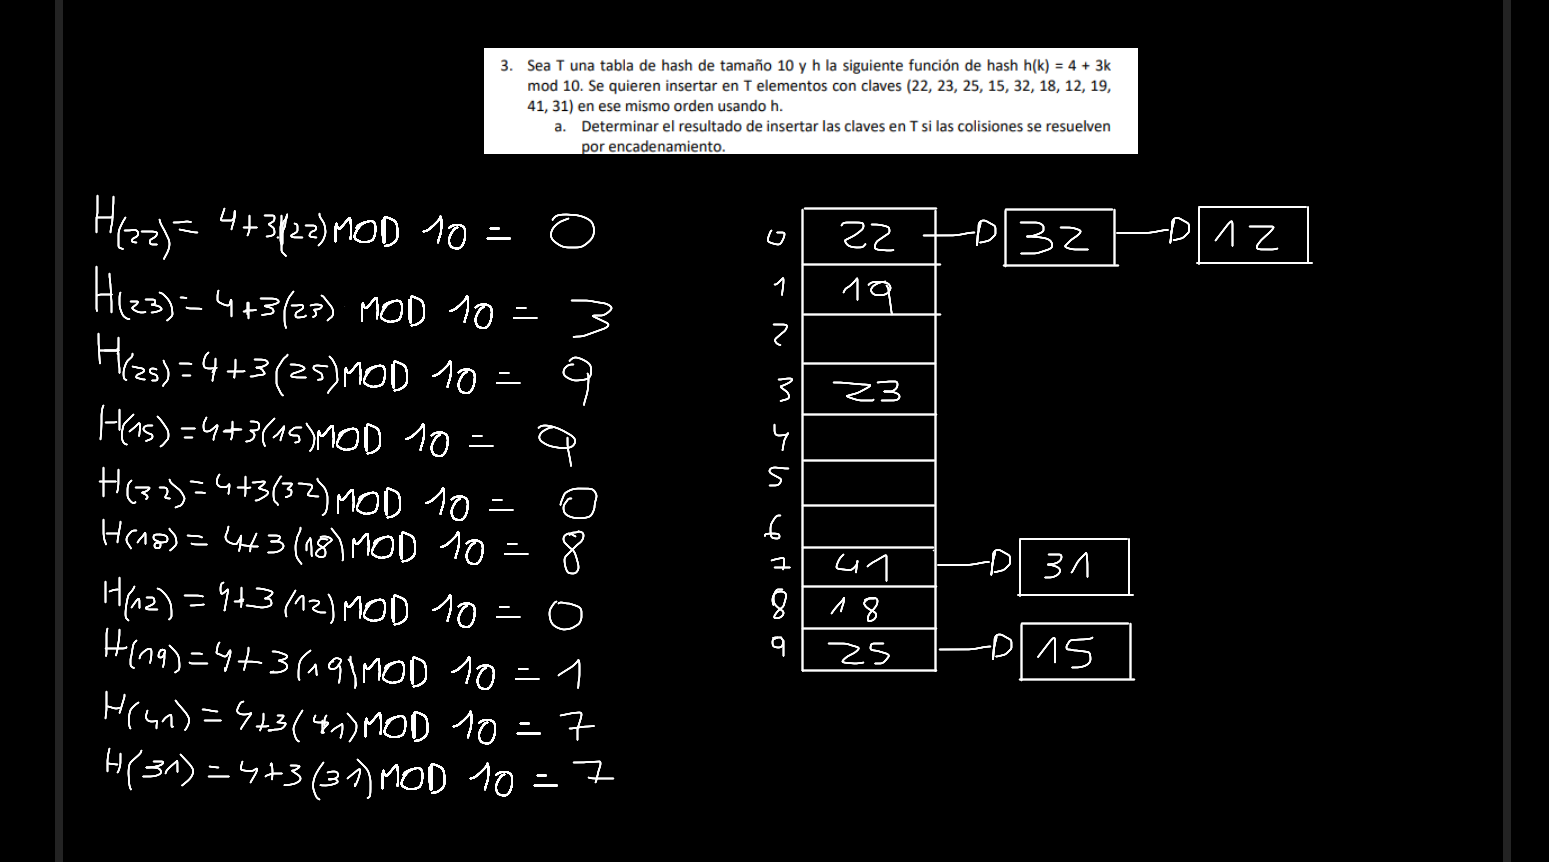 3. Sea T una tabla de hash de tamaño 10 y h la siguiente función de hash h(k) = 4 + 3k
mod 10. Se quieren insertar en T elementos con claves (22, 23, 25, 15, 32, 18, 12, 19,
41, 31) en ese mismo orden usando h.
a. Determinar el resultado de insertar las claves en T si las colisiones se resuelven
por encadenamiento.
H(22) = 4+3(22) MOD 10 = 0
H(23) = 4+3(23) MOD 10 = 3
H(25) = 4+3(25) MOD 10 = 9
H(15) = 4+3(15) MOD 10 = 9
H(32) = 4+3(32) MOD 10 = 0
H(18) = 4+3(18) MOD 10 = 8
H(12) = 4+3(12) MOD 10 = 0
H(19) = 4+3(19) MOD 10 = 1
H(41) = 4+3(41) MOD 10 = 7
H(31) = 4+3(31) MOD 10 = 7
0 22 32 12
1 19
2
3 23
4
5
6
7 41 31
8 18
9 25 15